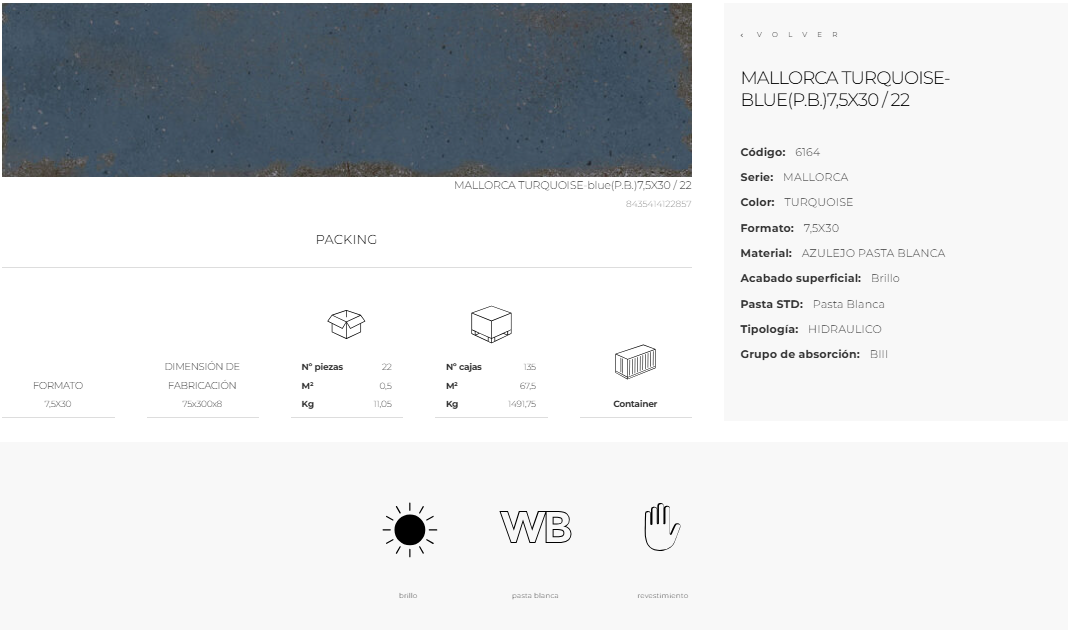 MALLORCA TURQUOISE-blue(P.B.)7,5X30 / 22
8435414122857
PACKING
FORMATO
7,5X30
DIMENSIÓN DE
FABRICACIÓN
75x300x8
Nº piezas 22
M² 0,5
Kg 11,05
Nº cajas 135
M² 67,5
Kg 1491,75
Container
‹ VOLVER
MALLORCA TURQUOISE-
BLUE(P.B.)7,5X30 / 22
Código: 6164
Serie: MALLORCA
Color: TURQUOISE
Formato: 7,5X30
Material: AZULEJO PASTA BLANCA
Acabado superficial: Brillo
Pasta STD: Pasta Blanca
Tipología: HIDRAULICO
Grupo de absorción: BIII
WB
brillo
pasta blanca
revestimiento